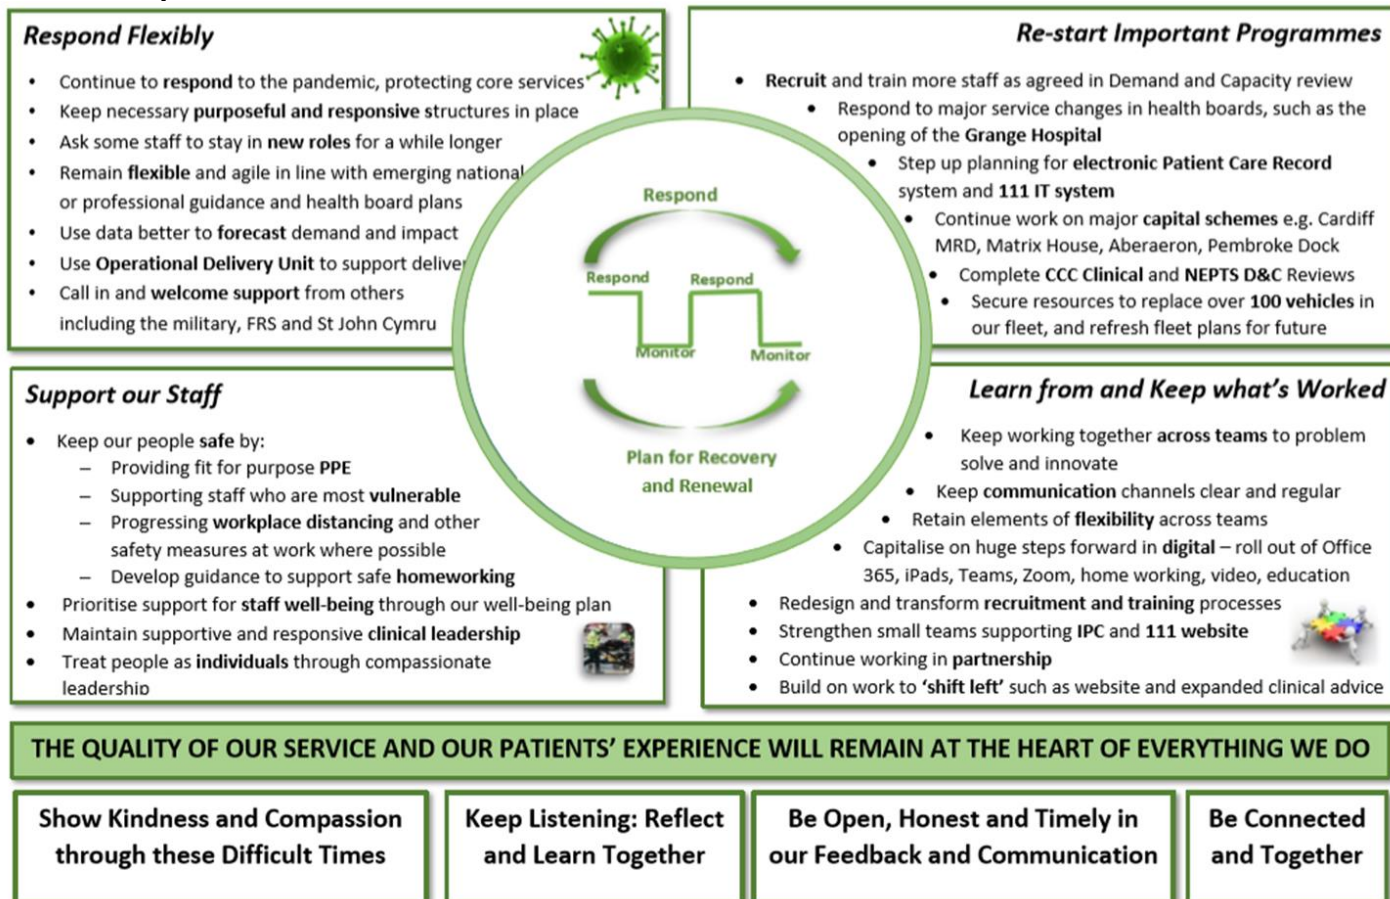 Respond Flexibly
• Continue to respond to the pandemic, protecting core services
• Keep necessary purposeful and responsive structures in place
• Ask some staff to stay in new roles for a while longer
• Remain flexible and agile in line with emerging national
or professional guidance and health board plans
• Use data better to forecast demand and impact
• Use Operational Delivery Unit to support
• Call in and welcome support from others
including the military, FRS and St John Cymru
Re-start Important Programmes
• Recruit and train more staff as agreed in Demand and Capacity review
• Respond to major service changes in health boards, such as the
opening of the Grange Hospital
• Step up planning for electronic Patient Care Record
system and 111 IT system
• Continue work on major capital schemes e.g. Cardiff
MRD, Matrix House, Aberaeron, Pembroke Dock
• Complete CCC Clinical and NEPTS D&C Reviews
• Secure resources to replace over 100 vehicles in
our fleet, and refresh fleet plans for future
Respond
Respond Respond
Monitor Monitor
Plan for Recovery
and Renewal
Support our Staff
• Keep our people safe by:
– Providing fit for purpose PPE
– Supporting staff who are most vulnerable
– Progressing workplace distancing and other
safety measures at work where possible
– Develop guidance to support safe homeworking
• Prioritise support for staff well-being through our well-being plan
• Maintain supportive and responsive clinical leadership
• Treat people as individuals through compassionate
leadership
Learn from and Keep what's Worked
• Keep working together across teams to problem
solve and innovate
• Keep communication channels clear and regular
• Retain elements of flexibility across teams
• Capitalise on huge steps forward in digital – roll out of Office
365, iPads, Teams, Zoom, home working, video, education
• Redesign and transform recruitment and training processes
• Strengthen small teams supporting IPC and 111 website
• Continue working in partnership
• Build on work to 'shift left' such as website and expanded clinical advice
THE QUALITY OF OUR SERVICE AND OUR PATIENTS' EXPERIENCE WILL REMAIN AT THE HEART OF EVERYTHING WE DO
Show Kindness and Compassion
through these Difficult Times
Keep Listening: Reflect
and Learn Together
Be Open, Honest and Timely in
our Feedback and Communication
Be Connected
and Together